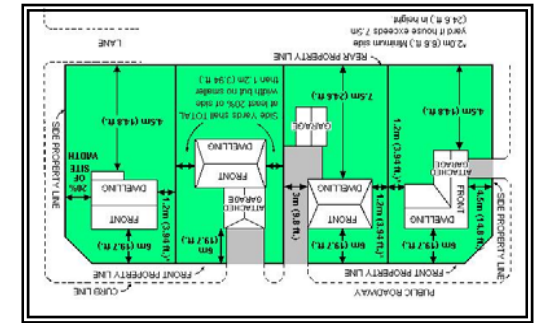 PUBLIC ROADWAY
CURB LINE
FRONT PROPERTY LINE
FRONT PROPERTY LINE
SIDE PROPERTY LINE
4.5m (14.8 ft.)
6m (19.7 ft.)
DWELLING
FRONT
ATTACHED
GARAGE
4.5m (14.8 ft.)
1.2m (3.94 ft.)*
1.2m (3.94 ft.)*
6m (19.7 ft.)
FRONT
DWELLING
7.5m (24.6 ft.)
3m (9.8 ft.)
GARAGE
6m
(19.7 ft.)
ATTACHED
GARAGE
FRONT
DWELLING
Side Yards shall TOTAL
at least 20% of site
width but no smaller
than 1.2m (3.94 ft.)
1.2m (3.94 ft.)*
6m (19.7 ft.)
FRONT
DWELLING
4.5m (14.8 ft.)
20%
OF
SITE
WIDTH
SIDE PROPERTY LINE
REAR PROPERTY LINE
*2.0m (6.6 ft.) Minimum side
yard if house exceeds 7.5m
(24.6 ft.) in height.
LANE